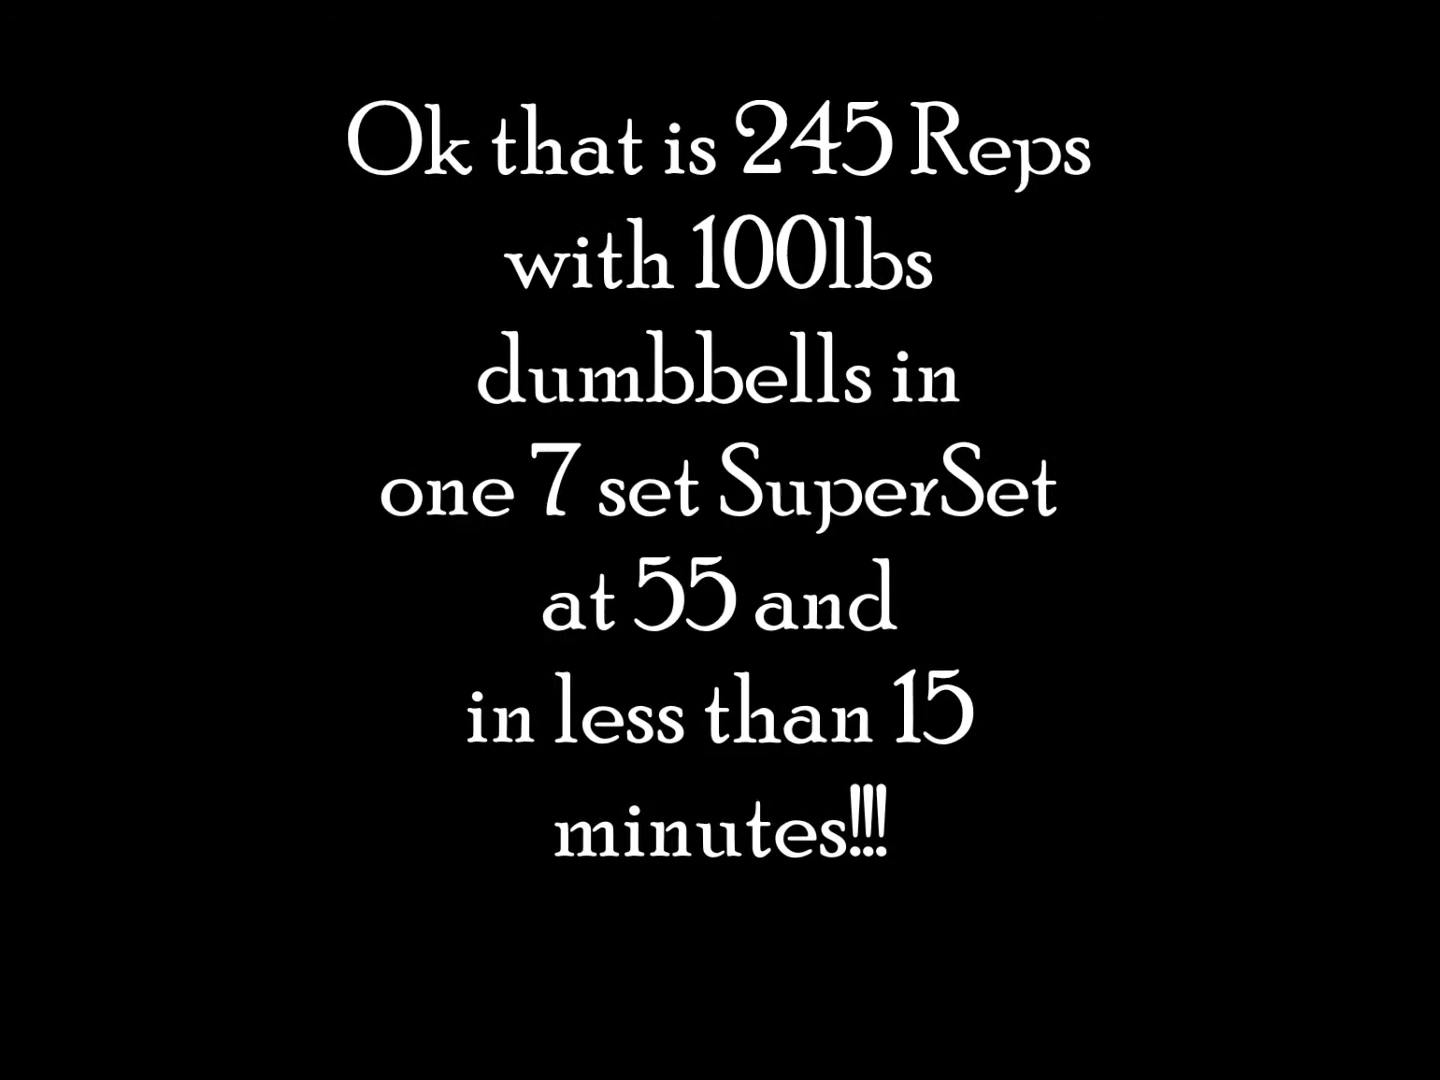 Ok that is 245 Reps
with 100lbs
dumbbells in
one 7 set SuperSet
at 55 and
in less than 15
minutes!!!